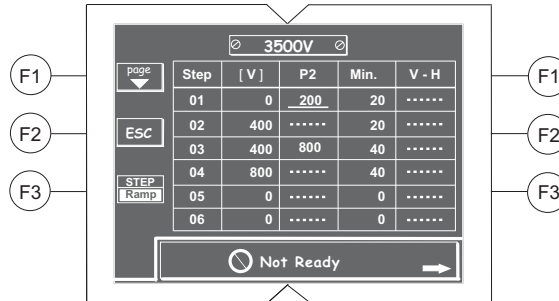 3500V
page Step [ V ] P2 Min. V - H
F1 F1
01 0 200 20 ------
ESC 02 400 ------ 20 ------
F2 F2
03 400 800 40 ------
STEP 04 800 ------ 40 ------
F3 Ramp F3
05 0 ------ 0 ------
06 0 ------ 0 ------
Not Ready